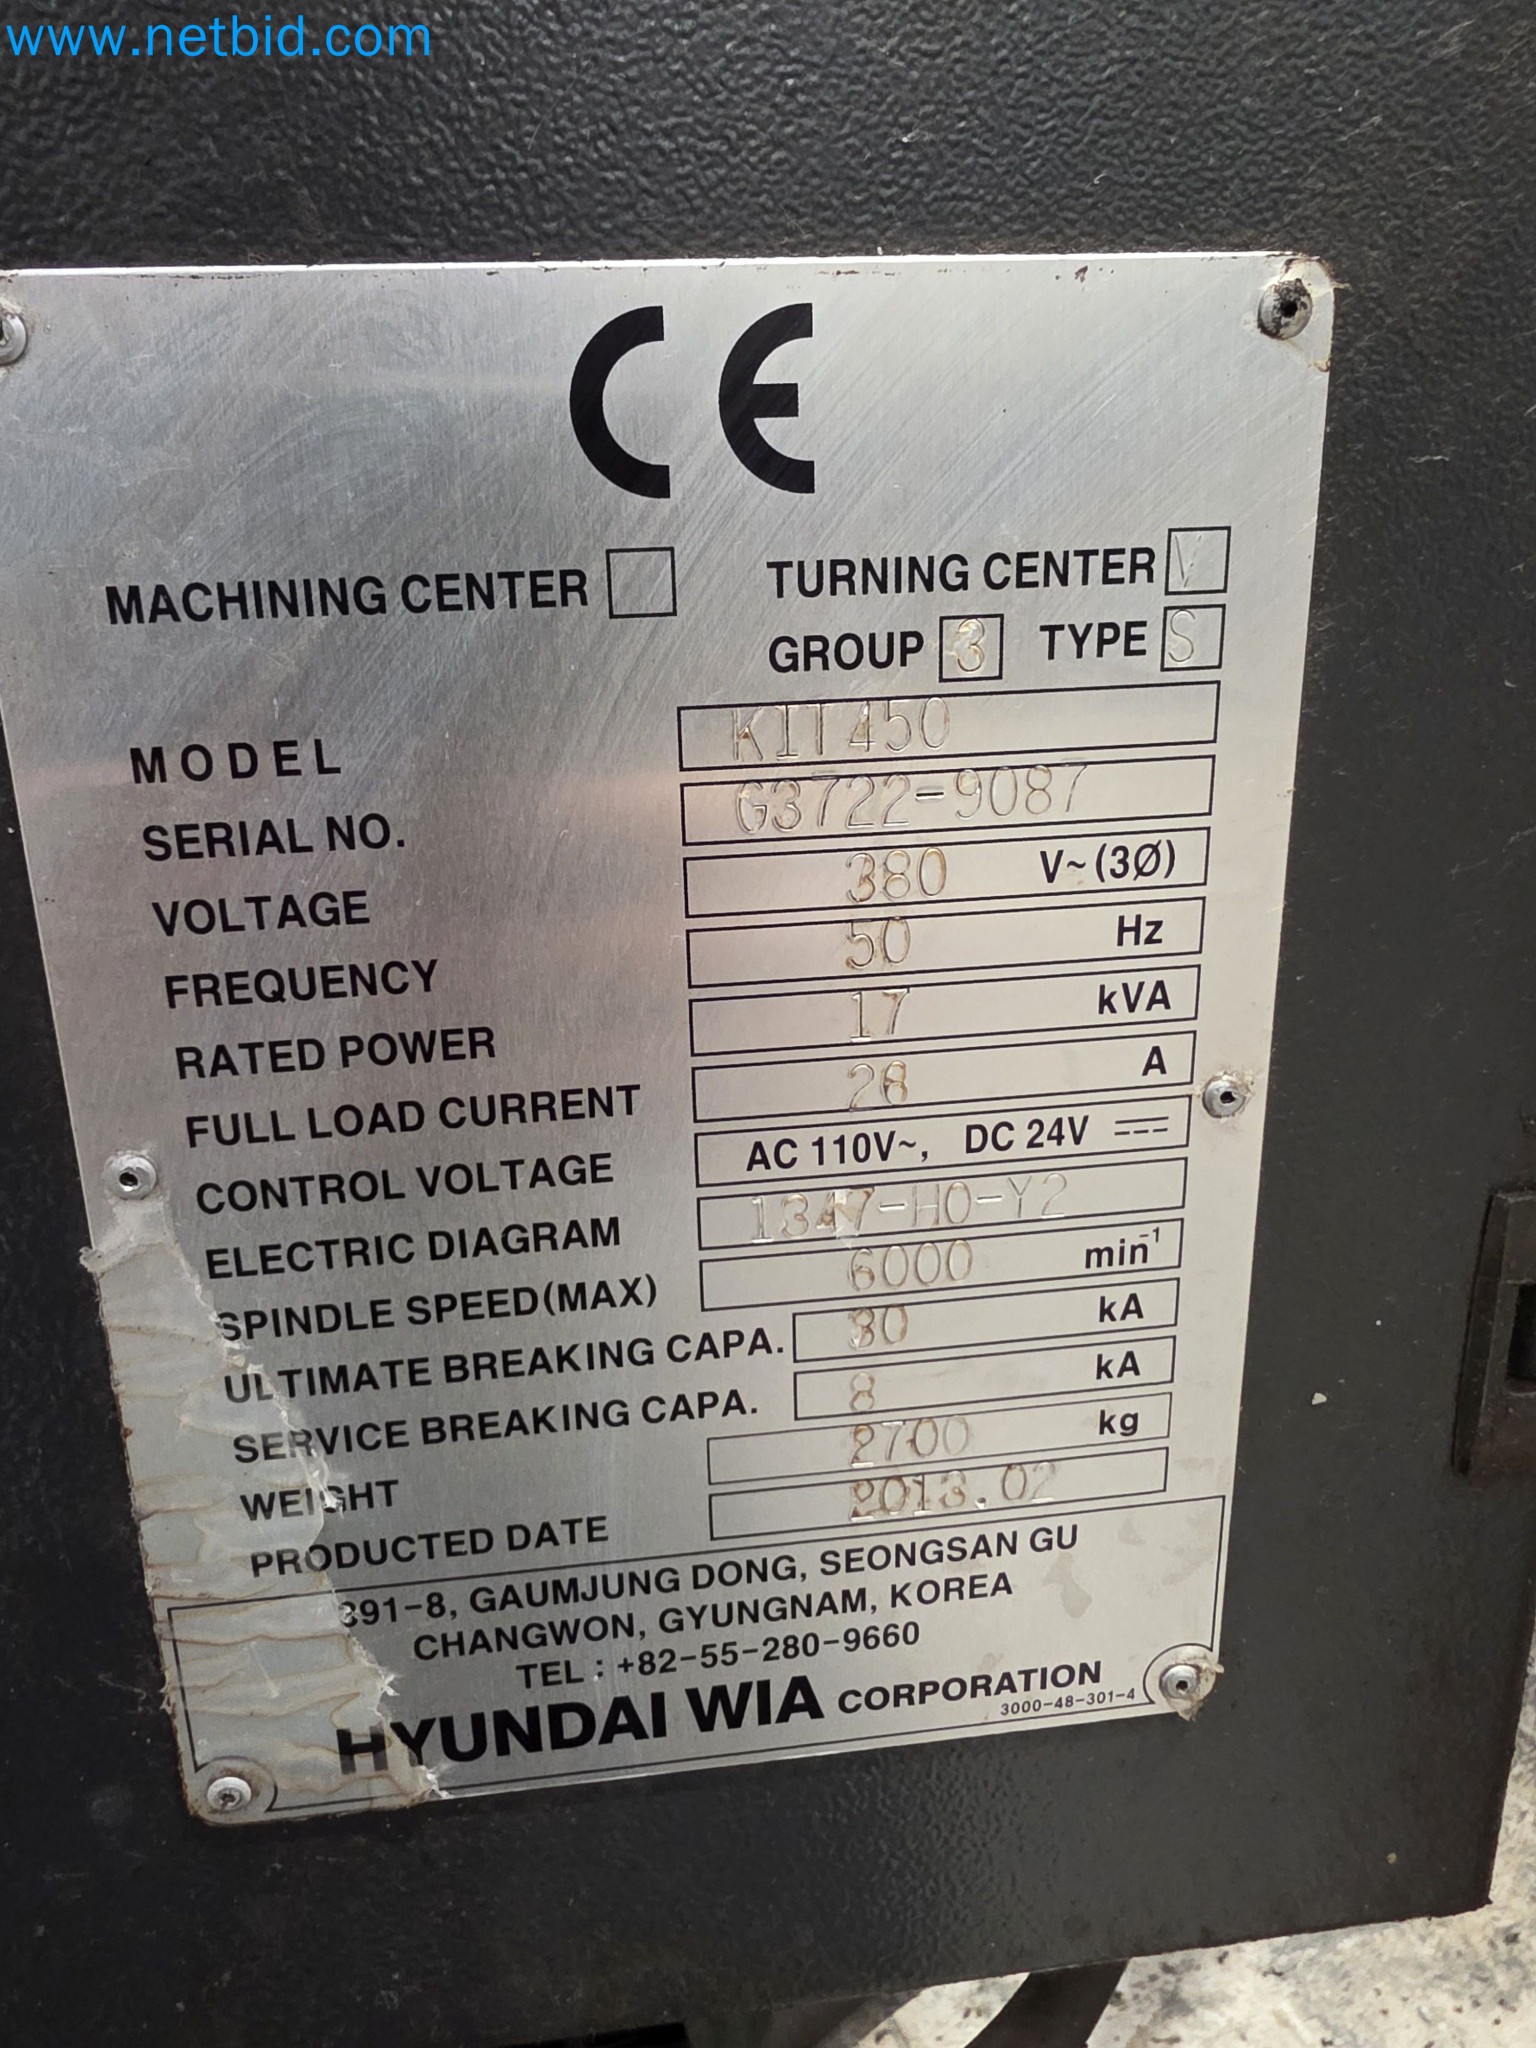 www.netbid.com
CE
MACHINING CENTER TURNING CENTER V
GROUP 3 TYPE S
MODEL KIT450
SERIAL NO. G3722-9087
VOLTAGE 380 V~(3Ø)
FREQUENCY 50 Hz
RATED POWER 17 kVA
FULL LOAD CURRENT 26 A
CONTROL VOLTAGE AC 110V~, DC 24V
ELECTRIC DIAGRAM 1347-H0-Y2
SPINDLE SPEED(MAX) 6000 min⁻¹
ULTIMATE BREAKING CAPA. 30 kA
SERVICE BREAKING CAPA. 8 kA
WEIGHT 2700 kg
PRODUCTED DATE 2013.02
391-8, GAUMJUNG DONG, SEONGSAN GU
CHANGWON, GYUNGNAM, KOREA
TEL : +82-55-280-9660
HYUNDAI WIA CORPORATION
3000-48-301-4